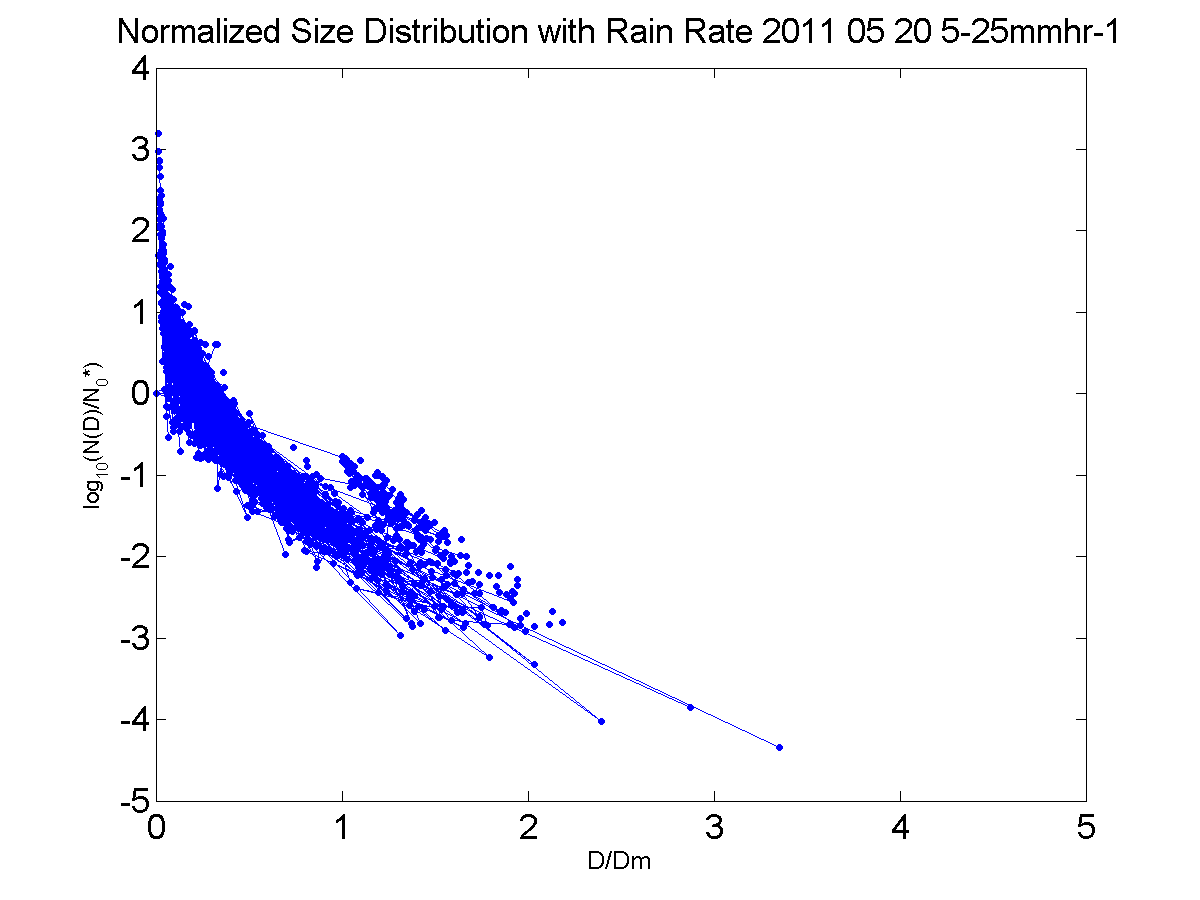 Normalized Size Distribution with Rain Rate 2011 05 20 5-25mmhr-1
4
3
2
1
0
-1
-2
-3
-4
-5
log10(N(D)/N0*)
0 1 2 3 4 5
D/Dm